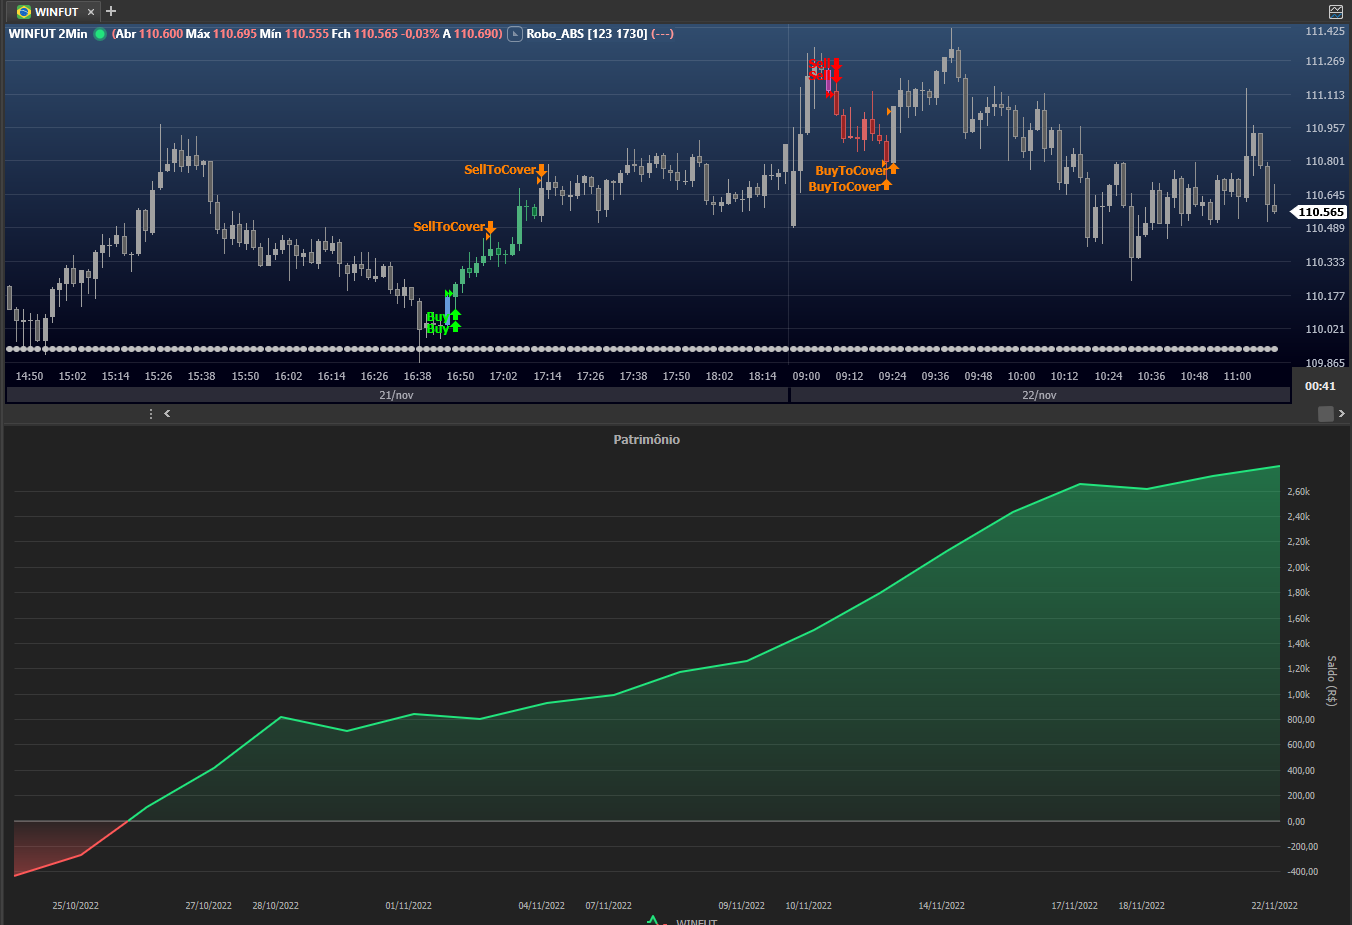 WINFUT × +
WINFUT 2Min (Abr 110.600 Máx 110.695 Mín 110.555 Fch 110.565 -0,03% A 110.690) Robo_ABS [123 1730] (---)
111.425
111.269
111.113
110.957
110.801
110.645
110.565
110.489
110.333
110.177
110.021
109.865
Sell
BuyToCover
BuyToCover
SellToCover
SellToCover
Buy
Buy
14:50 15:02 15:14 15:26 15:38 15:50 16:02 16:14 16:26 16:38 16:50 17:02 17:14 17:26 17:38 17:50 18:02 18:14 09:00 09:12 09:24 09:36 09:48 10:00 10:12 10:24 10:36 10:48 11:00
00:41
21/nov 22/nov
Patrimônio
2,60k
2,40k
2,20k
2,00k
1,80k
1,60k
1,40k
1,20k
1,00k
800,00
600,00
400,00
200,00
0,00
-200,00
-400,00
Saldo (R$)
25/10/2022 27/10/2022 28/10/2022 01/11/2022 04/11/2022 07/11/2022 09/11/2022 10/11/2022 14/11/2022 17/11/2022 18/11/2022 22/11/2022
WINFUT